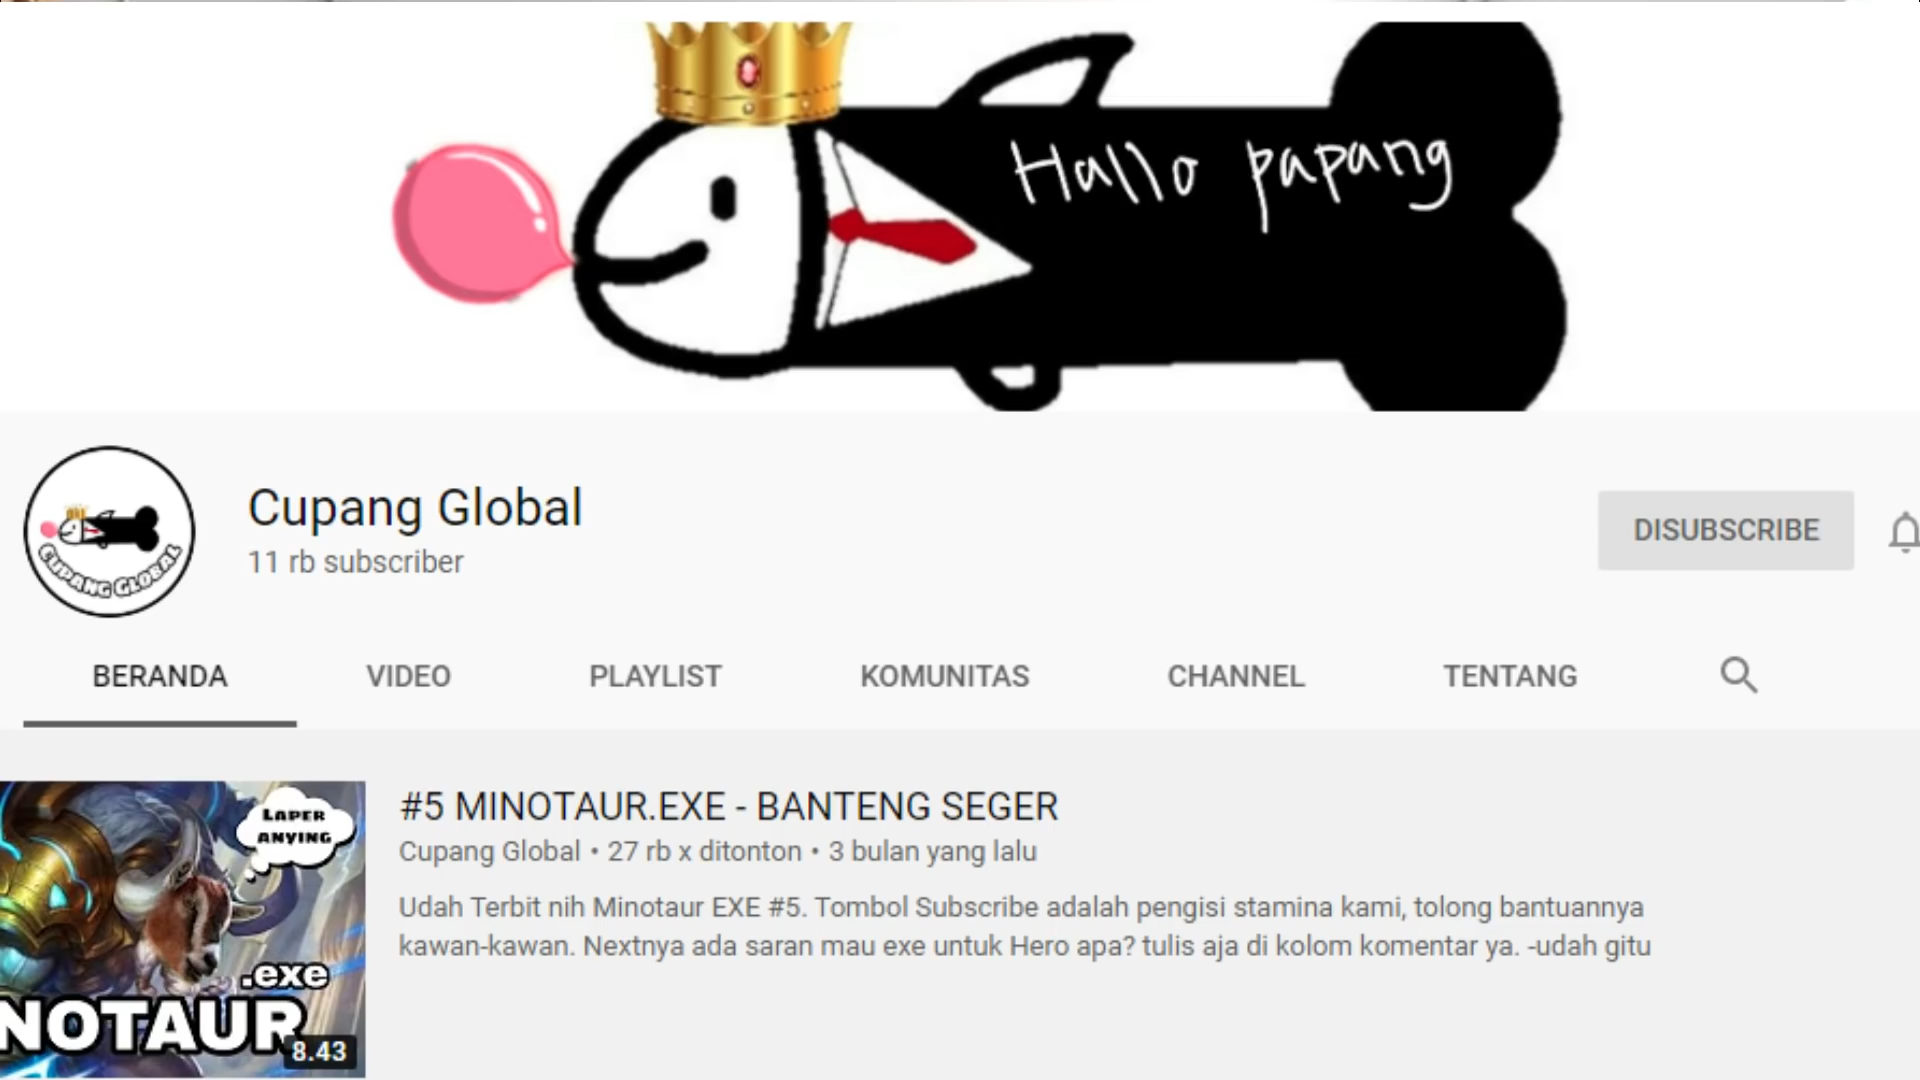 Hallo papang
Cupang Global
11 rb subscriber
DISUBSCRIBE
CUPANG GLOBAL
BERANDA
VIDEO
PLAYLIST
KOMUNITAS
CHANNEL
TENTANG
LAPER
ANYING
.exe
NOTAUR
8.43
#5 MINOTAUR.EXE - BANTENG SEGER
Cupang Global • 27 rb x ditonton • 3 bulan yang lalu
Udah Terbit nih Minotaur EXE #5. Tombol Subscribe adalah pengisi stamina kami, tolong bantuannya
kawan-kawan. Nextnya ada saran mau exe untuk Hero apa? tulis aja di kolom komentar ya. -udah gitu